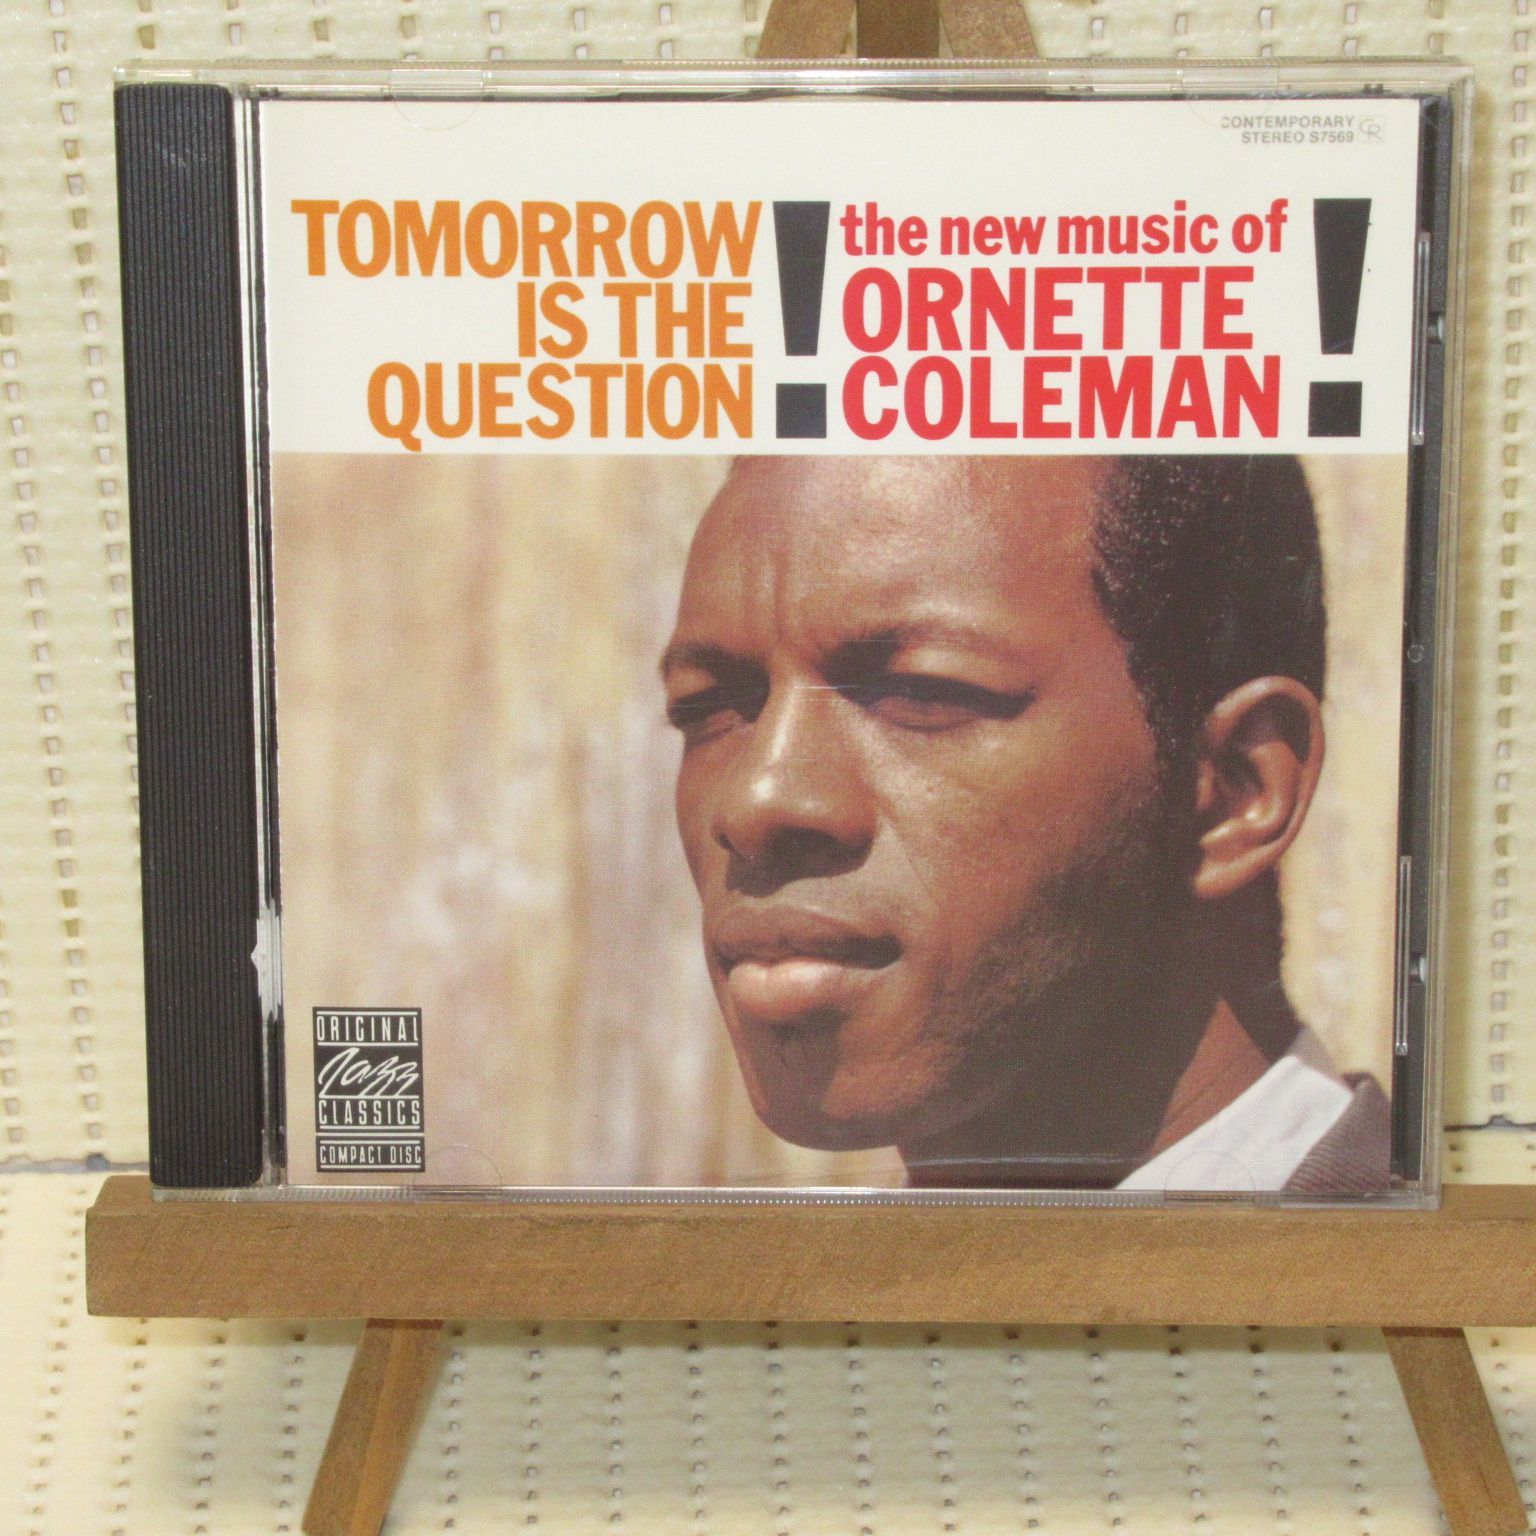 CONTEMPORARY
STEREO S7569
TOMORROW
IS THE
QUESTION!
the new music of
ORNETTE
COLEMAN!
ORIGINAL
Jazz
CLASSICS
COMPACT DISC